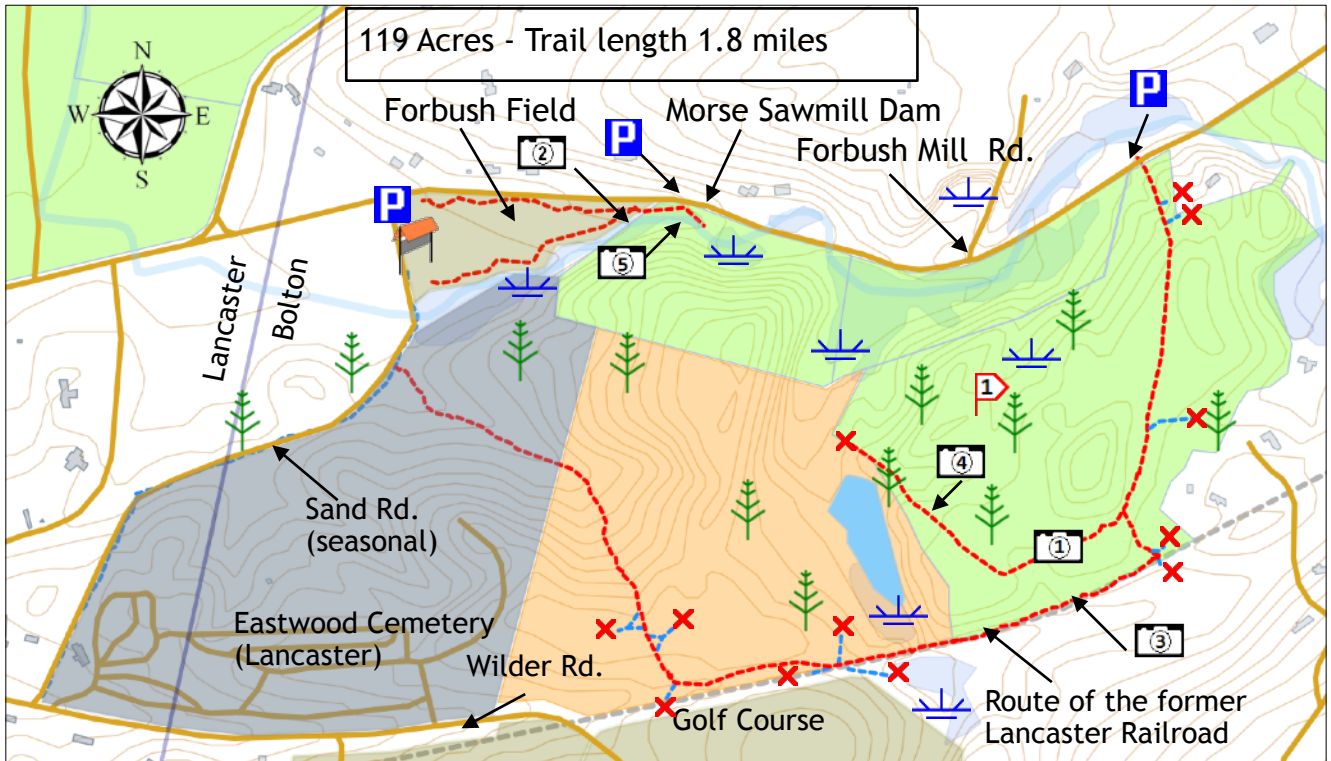 119 Acres - Trail length 1.8 miles
N
W
E
S
Forbush Field
Morse Sawmill Dam
P
P
②
Forbush Mill Rd.
P
⑤
Lancaster
Bolton
1
④
Sand Rd.
(seasonal)
①
Eastwood Cemetery
(Lancaster)
Wilder Rd.
③
Golf Course
Route of the former
Lancaster Railroad